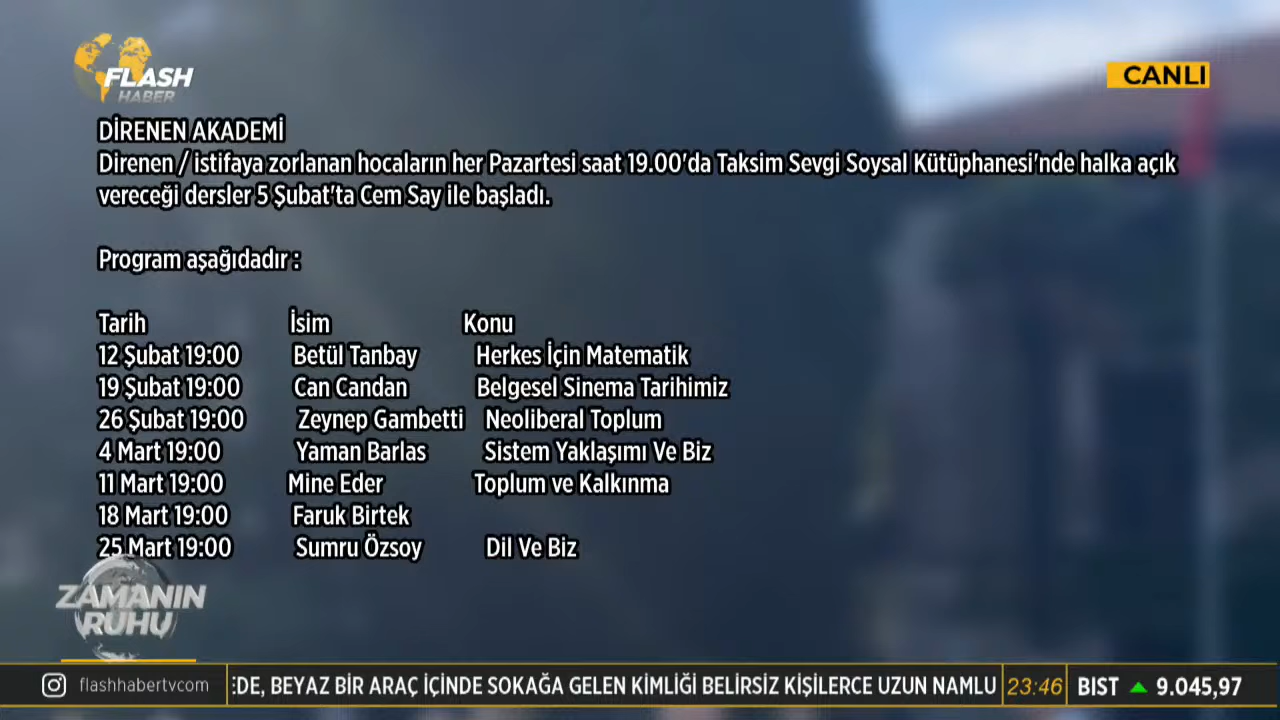 FLASH
HABER
CANLI
DİRENEN AKADEMİ
Direnen / istifaya zorlanan hocaların her Pazartesi saat 19.00'da Taksim Sevgi Soysal Kütüphanesi'nde halka açık
vereceği dersler 5 Şubat'ta Cem Say ile başladı.
Program aşağıdadır :
Tarih İsim Konu
12 Şubat 19:00 Betül Tanbay Herkes İçin Matematik
19 Şubat 19:00 Can Candan Belgesel Sinema Tarihimiz
26 Şubat 19:00 Zeynep Gambetti Neoliberal Toplum
4 Mart 19:00 Yaman Barlas Sistem Yaklaşımı Ve Biz
11 Mart 19:00 Mine Eder Toplum ve Kalkınma
18 Mart 19:00 Faruk Birtek
25 Mart 19:00 Sumru Özsoy Dil Ve Biz
ZAMANIN
RUHU
flashhabertvcom DE, BEYAZ BİR ARAÇ İÇİNDE SOKAĞA GELEN KİMLİĞİ BELİRSİZ KİŞİLERCE UZUN NAMLU 23:46 BIST 9.045,97